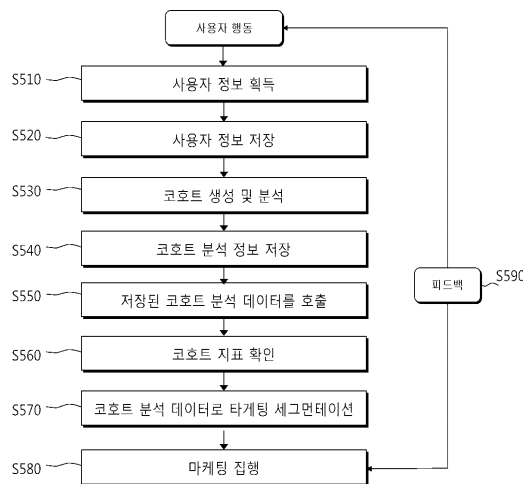 사용자 행동
S510
사용자 정보 획득
S520
사용자 정보 저장
S530
코호트 생성 및 분석
S540
코호트 분석 정보 저장
S550
저장된 코호트 분석 데이터를 호출
피드백
S590
S560
코호트 지표 확인
S570
코호트 분석 데이터로 타게팅 세그먼테이션
S580
마케팅 집행